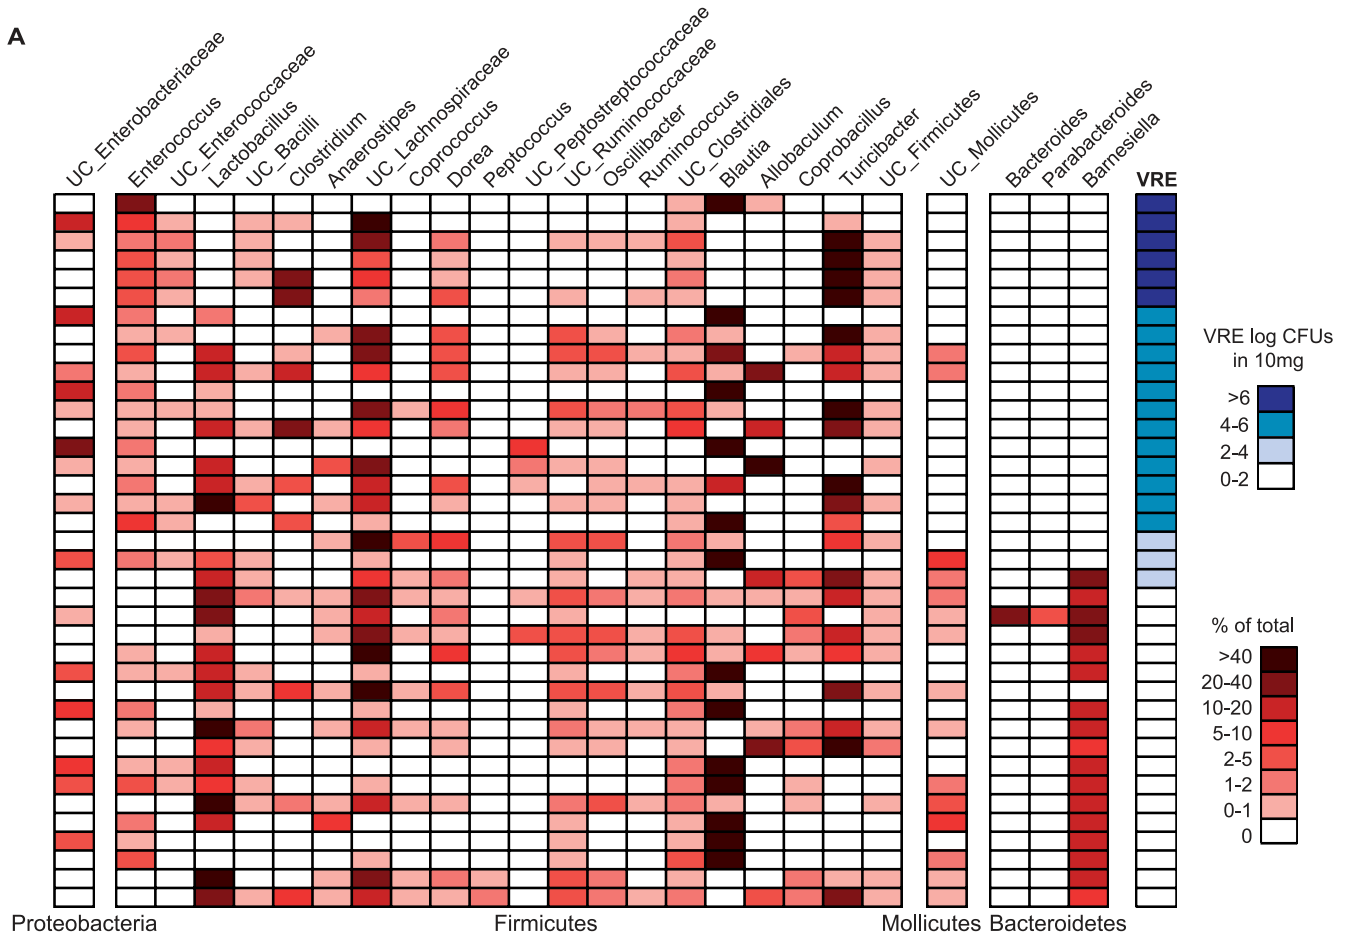 A
UC_Enterobacteriaceae
Enterococcus
UC_Enterococcaceae
Lactobacillus
UC_Bacilli
Clostridium
Anaerostipes
UC_Lachnospiraceae
Coprococcus
Dorea
Peptococcus
UC_Peptostreptococcaceae
UC_Ruminococcaceae
Oscillibacter
Ruminococcus
UC_Clostridiales
Blautia
Allobaculum
Coprobacillus
Turicibacter
UC_Firmicutes
UC_Mollicutes
Bacteroides
Parabacteroides
Barnesiella
VRE
VRE log CFUs
in 10mg
>6
4-6
2-4
0-2
% of total
>40
20-40
10-20
5-10
2-5
1-2
0-1
0
Proteobacteria
Firmicutes
Mollicutes
Bacteroidetes